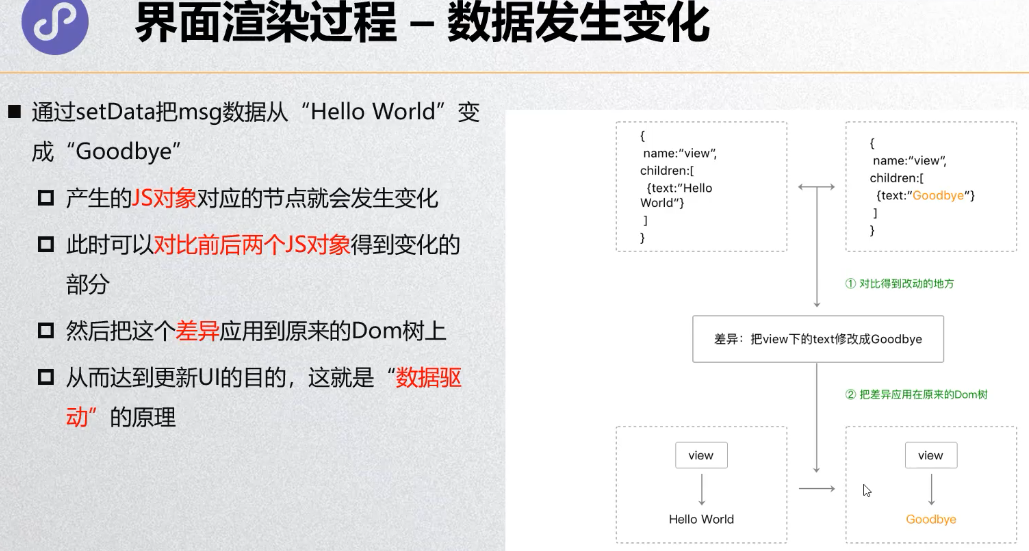 界面渲染过程 – 数据发生变化
通过setData把msg数据从“Hello World”变
成“Goodbye”
产生的JS对象对应的节点就会发生变化
此时可以对比前后两个JS对象得到变化的
部分
然后把这个差异应用到原来的Dom树上
从而达到更新UI的目的，这就是“数据驱
动”的原理
{
name:“view”,
children:[
{text:”Hello
World”}
]
}
{
name:“view”,
children:[
{text:”Goodbye“}
]
}
① 对比得到改动的地方
差异：把view下的text修改成Goodbye
② 把差异应用在原来的Dom树
view
Hello World
view
Goodbye